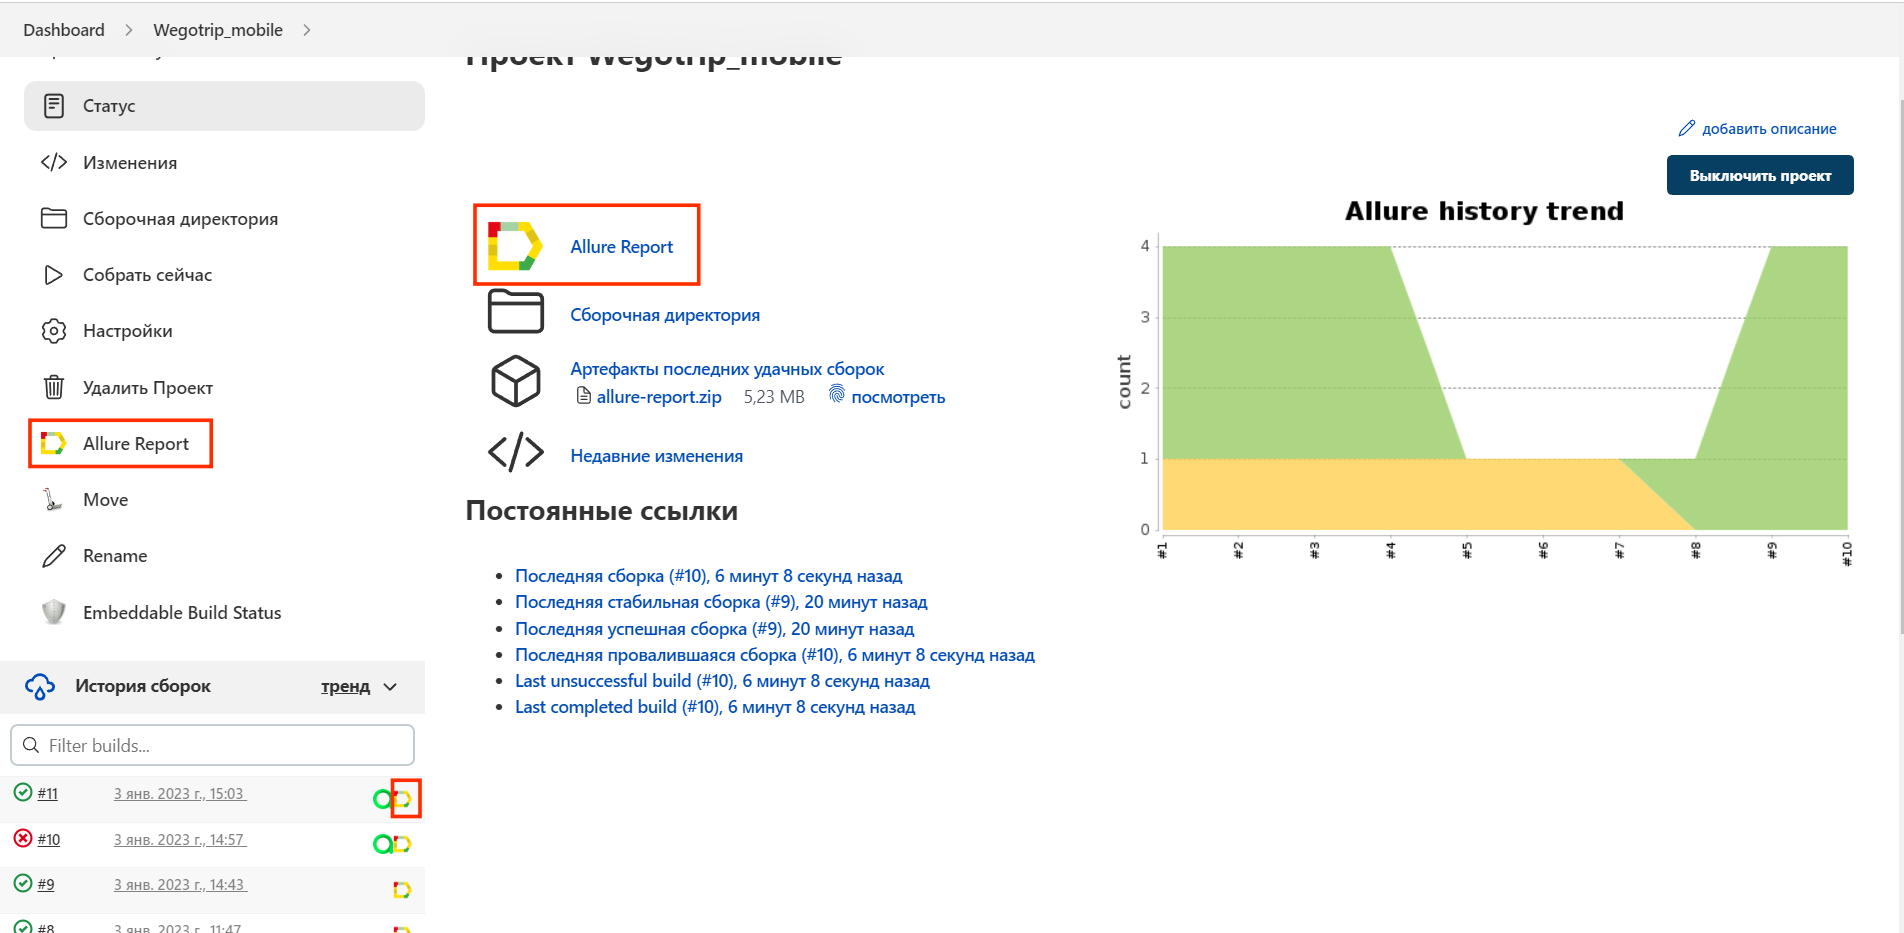 Dashboard > Wegotrip_mobile >
Проект Wegotrip_mobile
Статус
Изменения
Сборочная директория
Собрать сейчас
Настройки
Удалить Проект
Allure Report
Move
Rename
Embeddable Build Status
История сборок тренд
Filter builds...
#11 3 янв. 2023 г., 15:03
#10 3 янв. 2023 г., 14:57
#9 3 янв. 2023 г., 14:43
#8 3 янв. 2023 г., 11:47
добавить описание
Выключить проект
Allure Report
Сборочная директория
Артефакты последних удачных сборок
allure-report.zip 5,23 MB посмотреть
Недавние изменения
Постоянные ссылки
• Последняя сборка (#10), 6 минут 8 секунд назад
• Последняя стабильная сборка (#9), 20 минут назад
• Последняя успешная сборка (#9), 20 минут назад
• Последняя провалившаяся сборка (#10), 6 минут 8 секунд назад
• Last unsuccessful build (#10), 6 минут 8 секунд назад
• Last completed build (#10), 6 минут 8 секунд назад
Allure history trend
count
4
3
2
1
0
#1 #2 #3 #4 #5 #6 #7 #8 #9 #10